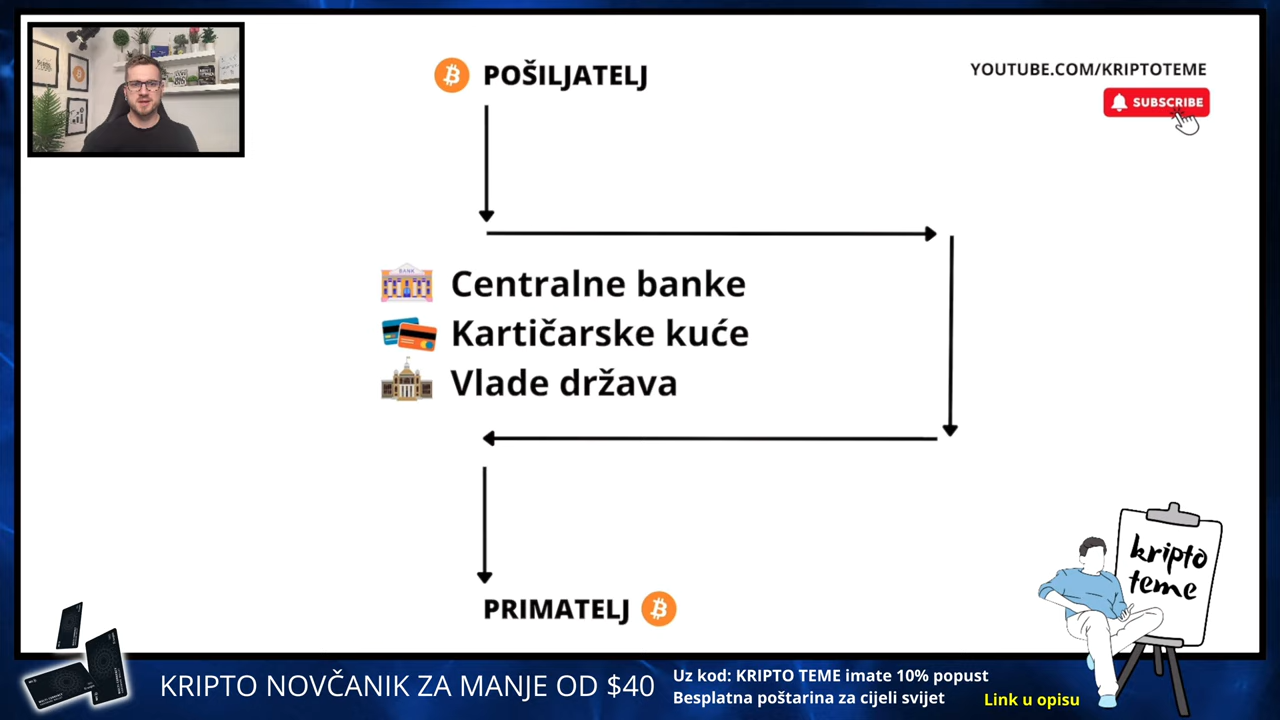 POŠILJATELJ
YOUTUBE.COM/KRIPTOTEME
SUBSCRIBE
BANK
Centralne banke
Kartičarske kuće
Vlade država
PRIMATELJ
kripto
teme
KRIPTO NOVČANIK ZA MANJE OD $40
Uz kod: KRIPTO TEME imate 10% popust
Besplatna poštarina za cijeli svijet
Link u opisu